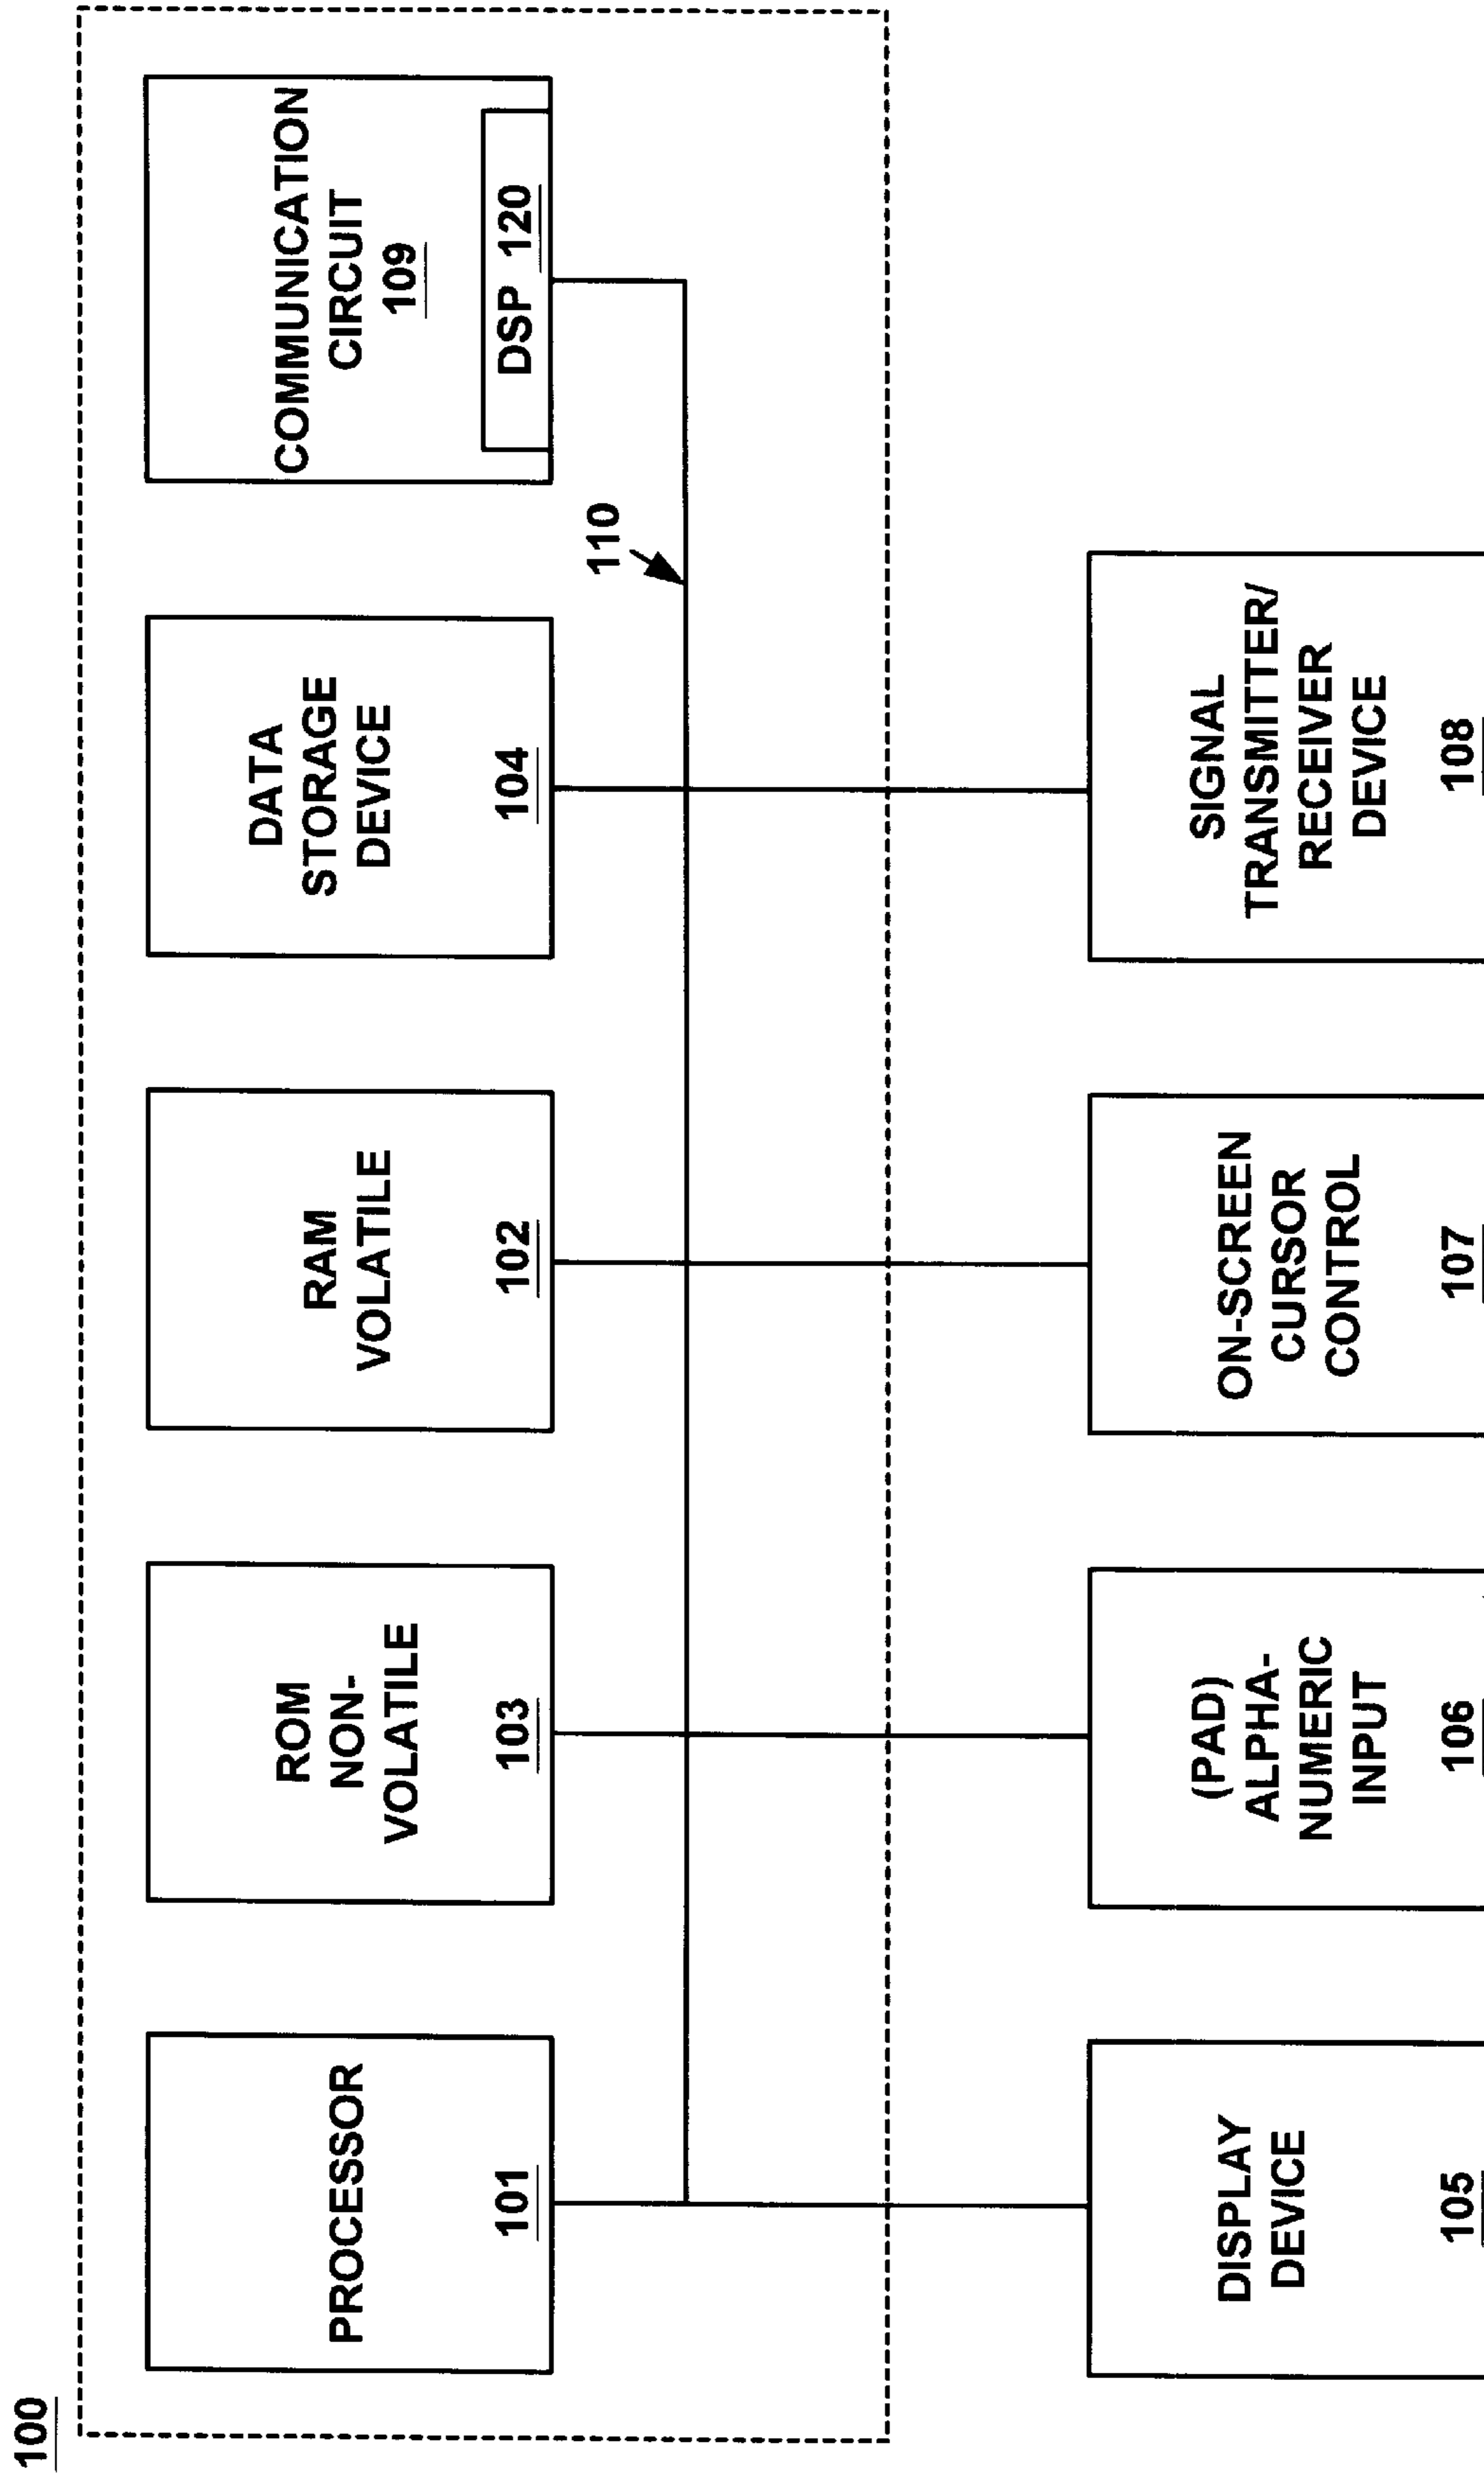 100
PROCESSOR
101
ROM
NON-
VOLATILE
103
RAM
VOLATILE
102
DATA
STORAGE
DEVICE
104
COMMUNICATION
CIRCUIT
109
DSP 120
110
DISPLAY
DEVICE
105
(PAD)
ALPHA-
NUMERIC
INPUT
106
ON-SCREEN
CURSOR
CONTROL
107
SIGNAL
TRANSMITTER/
RECEIVER
DEVICE
108